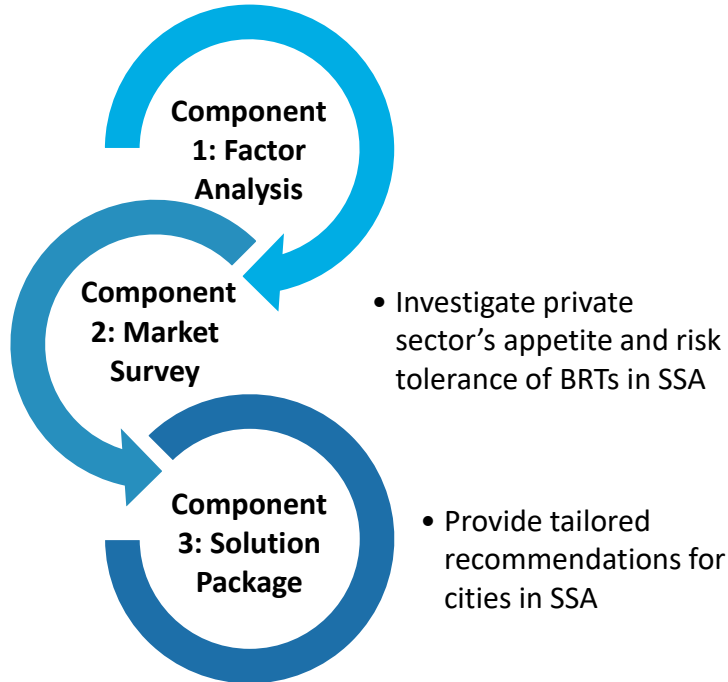 Component
1: Factor
Analysis
Component
2: Market
Survey
• Investigate private
sector’s appetite and risk
tolerance of BRTs in SSA
Component
3: Solution
Package
• Provide tailored
recommendations for
cities in SSA